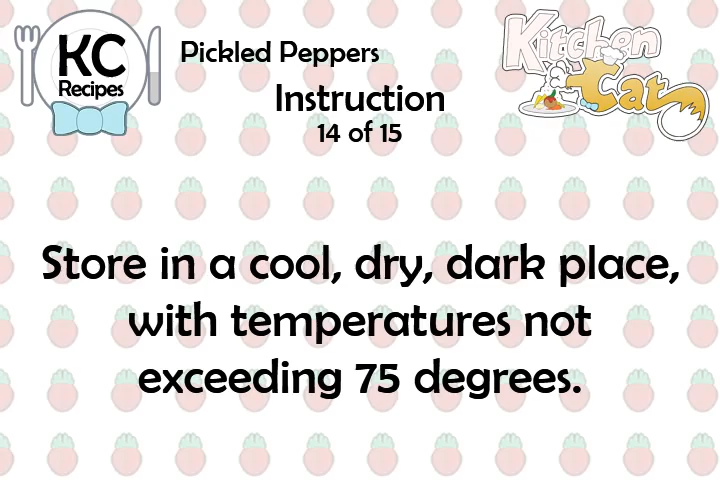 KC
Recipes
Pickled Peppers
Instruction
14 of 15
Kitchen
Cat
Store in a cool, dry, dark place,
with temperatures not
exceeding 75 degrees.